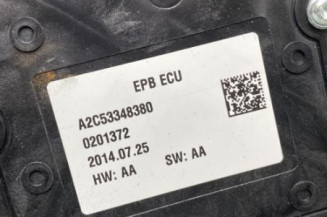 EPB ECU
A2C53348380
0201372
2014.07.25
HW: AA SW: AA